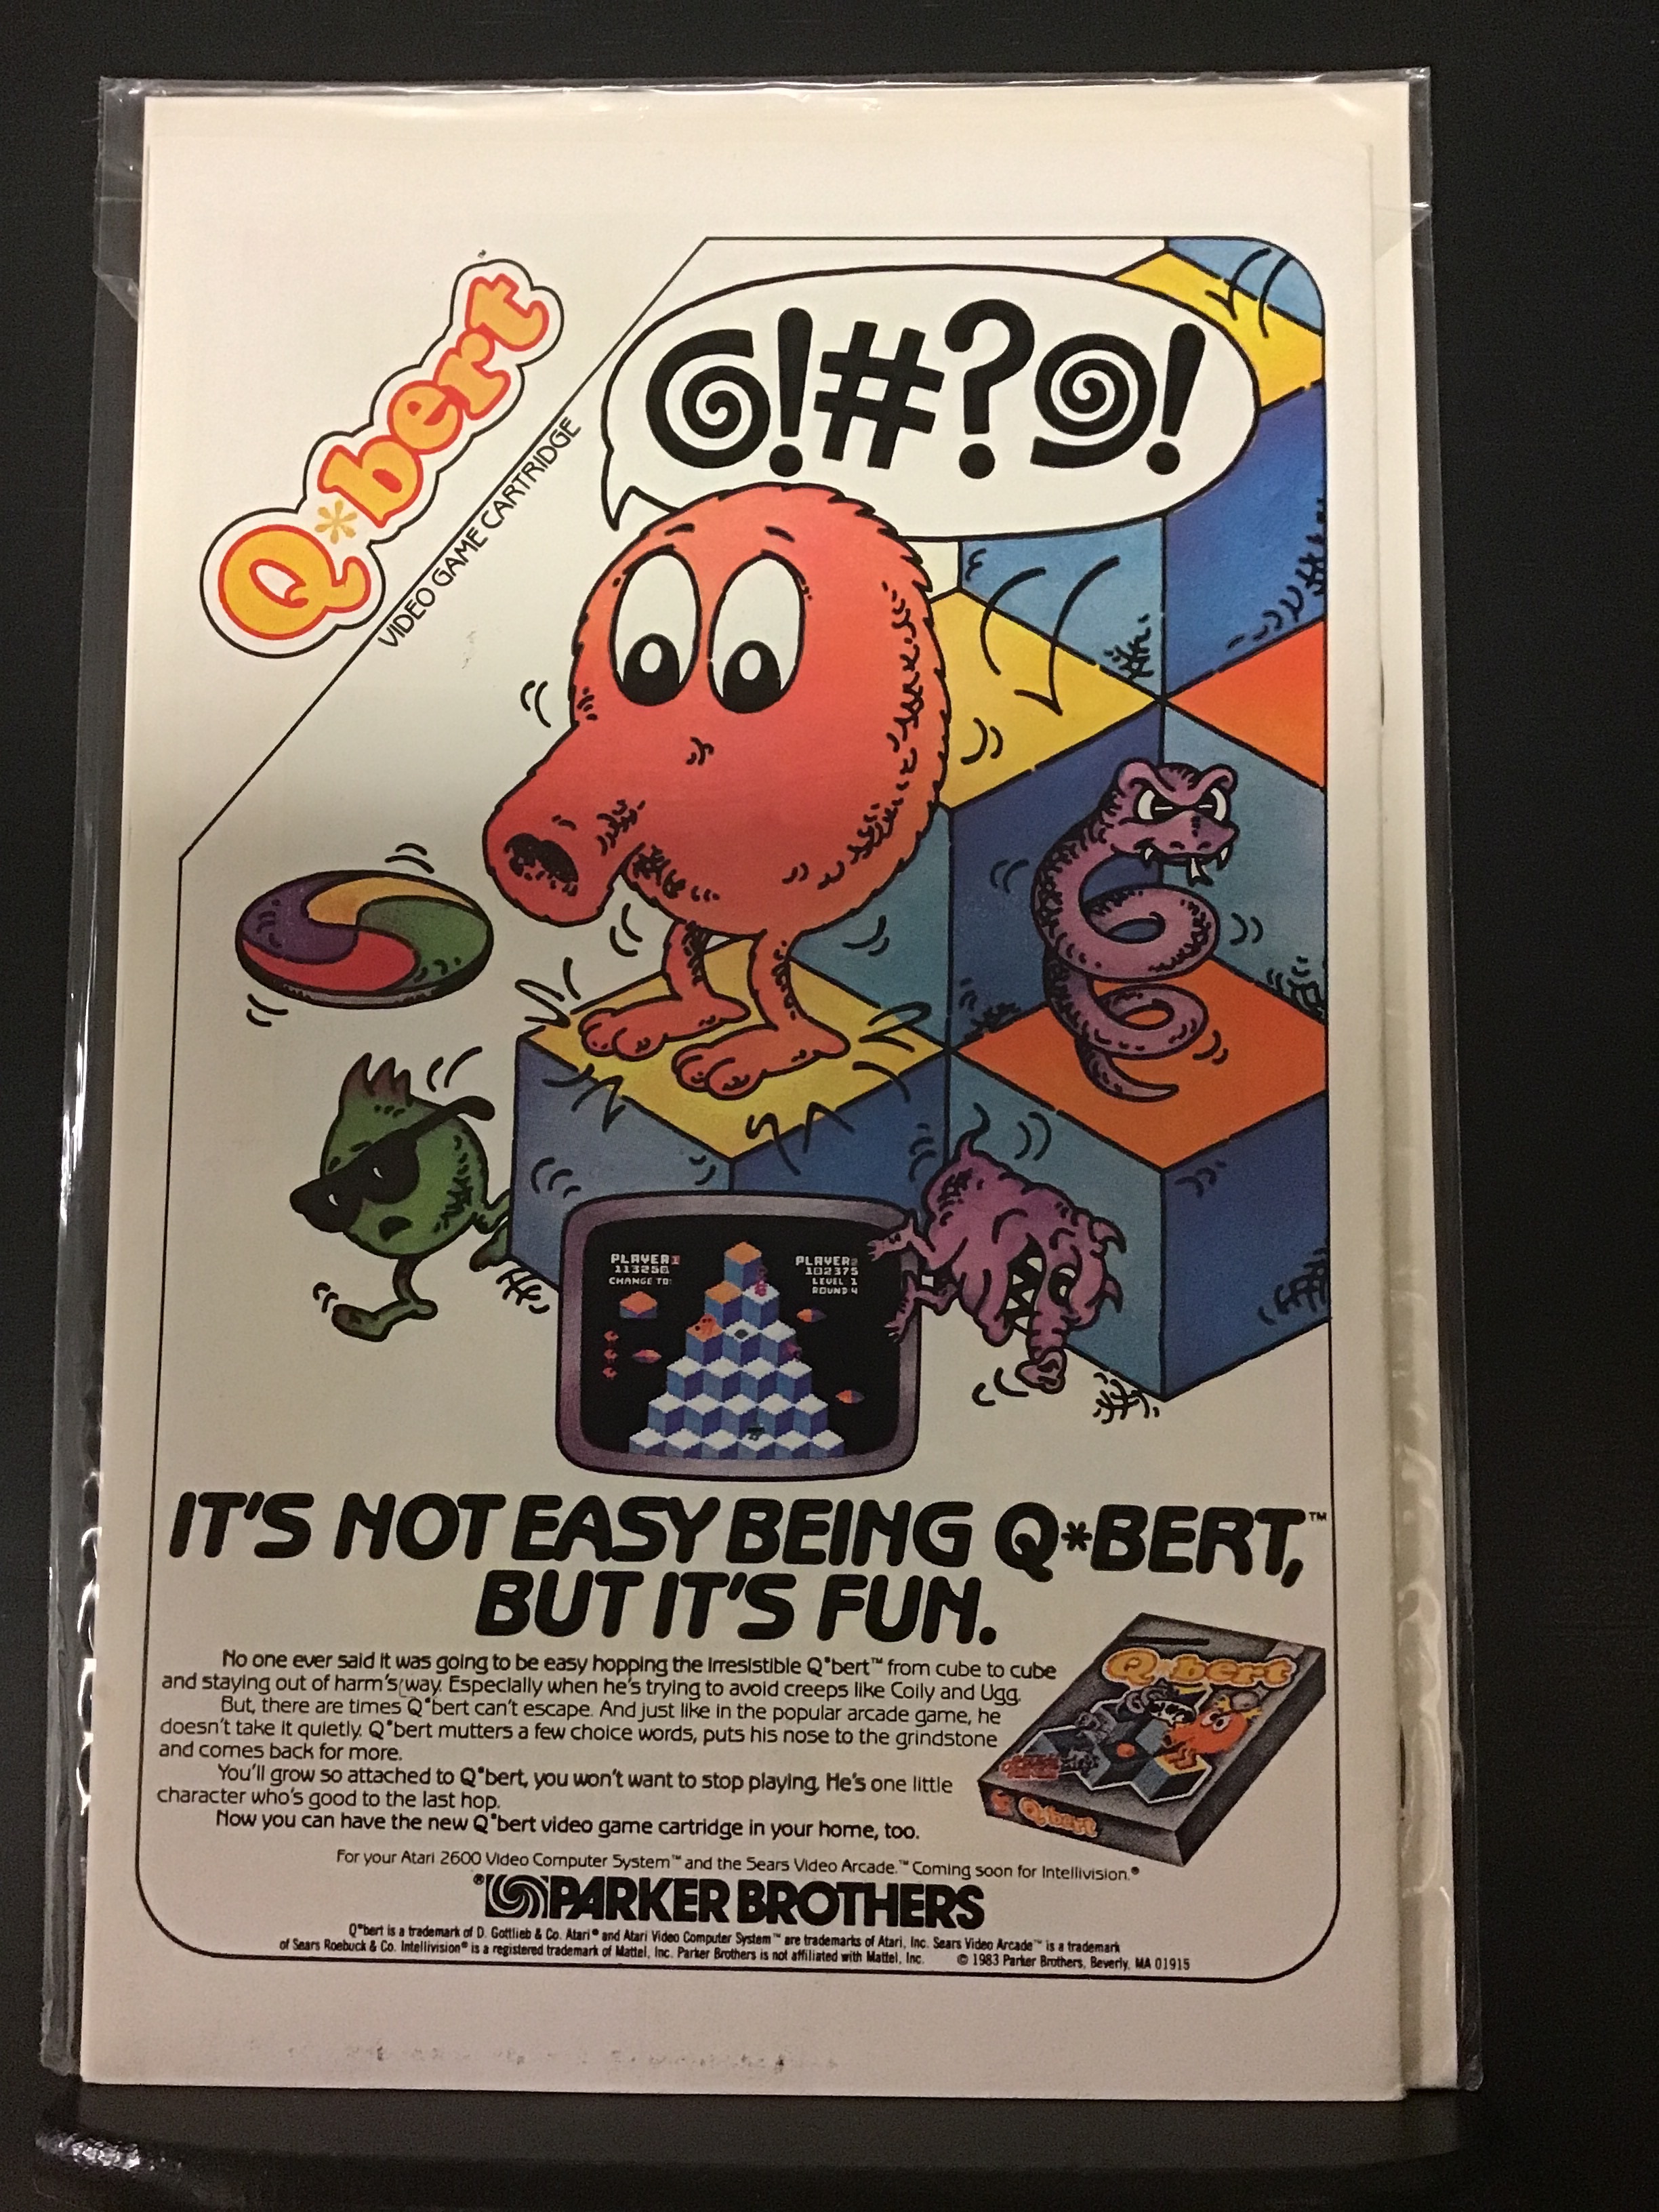 Q*bert™
VIDEO GAME CARTRIDGE
@!#?@!
PLAYER 1
PLAYER 2
113250
102375
CHANGE TO:
LEVEL 1
ROUND 4
IT'S NOT EASY BEING Q*BERT,™
BUT IT'S FUN.
No one ever said it was going to be easy hopping the irresistible Q*bert™ from cube to cube
and staying out of harm's way. Especially when he's trying to avoid creeps like Coily and Ugg.
But, there are times Q*bert can't escape. And just like in the popular arcade game, he
doesn't take it quietly. Q*bert mutters a few choice words, puts his nose to the grindstone
and comes back for more.
You'll grow so attached to Q*bert, you won't want to stop playing. He's one little
character who's good to the last hop.
Now you can have the new Q*bert video game cartridge in your home, too.
Q*bert
Q*bert
For your Atari 2600 Video Computer System™ and the Sears Video Arcade.™ Coming soon for Intellivision.®
®PARKER BROTHERS
Q*bert is a trademark of D. Gottlieb & Co. Atari® and Atari Video Computer System™ are trademarks of Atari, Inc. Sears Video Arcade™ is a trademark
of Sears Roebuck & Co. Intellivision® is a registered trademark of Mattel, Inc. Parker Brothers is not affiliated with Mattel, Inc. © 1983 Parker Brothers, Beverly, MA 01915